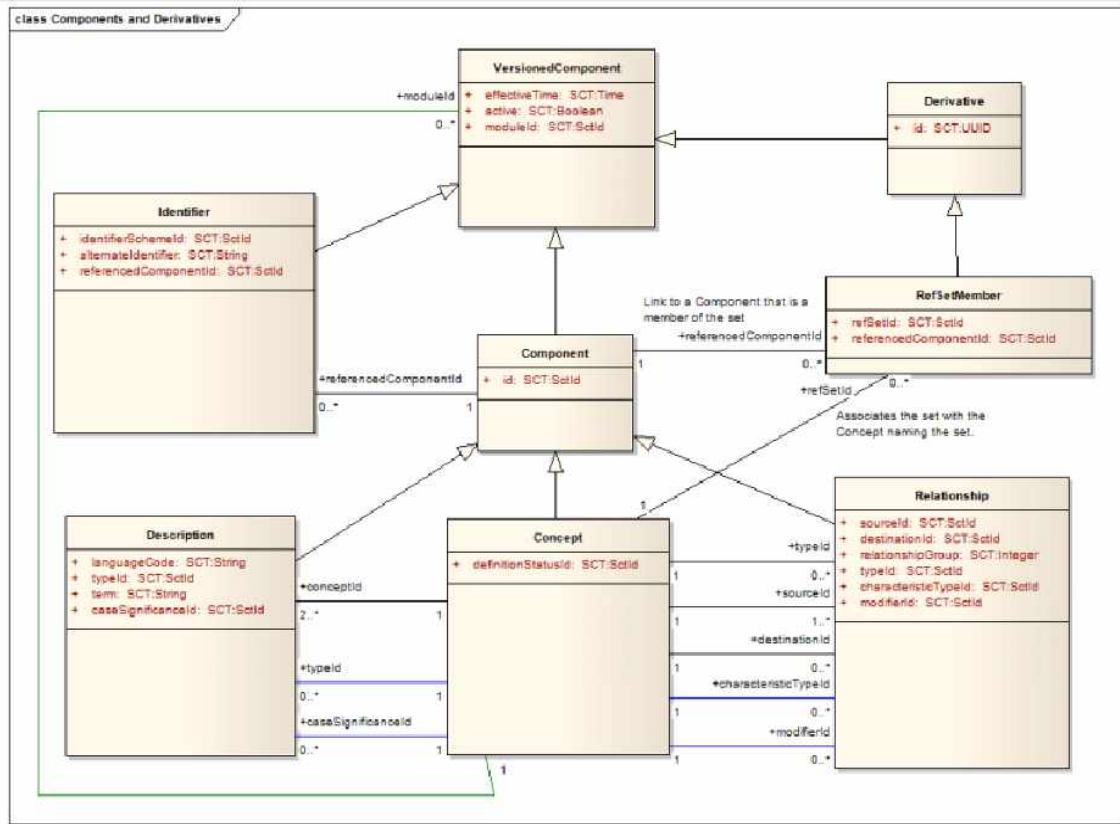 class Components and Derivatives
VersionedComponent
+ effectiveTime: SCT:Time
+ active: SCT:Boolean
+ moduleId: SCT:SctId
+moduleId
0..*
Derivative
+ id: SCT:UUID
Identifier
+ identifierSchemeId: SCT:SctId
+ alternateIdentifier: SCT:String
+ referencedComponentId: SCT:SctId
RefSetMember
+ refSetId: SCT:SctId
+ referencedComponentId: SCT:SctId
Link to a Component that is a
member of the set
+referencedComponentId
1
0..*
Component
+ id: SCT:SctId
+referencedComponentId
0..*
1
+refSetId
0..*
Associates the set with the
Concept naming the set.
1
Description
+ languageCode: SCT:String
+ typeId: SCT:SctId
+ term: SCT:String
+ caseSignificanceId: SCT:SctId
Concept
+ definitionStatusId: SCT:SctId
Relationship
+ sourceId: SCT:SctId
+ destinationId: SCT:SctId
+ relationshipGroup: SCT:Integer
+ typeId: SCT:SctId
+ characteristicTypeId: SCT:SctId
+ modifierId: SCT:SctId
+conceptId
2..*
1
+typeId
0..*
1
+caseSignificanceId
0..*
1
+typeId
1
0..*
+sourceId
1
1..*
+destinationId
1
0..*
+characteristicTypeId
1
0..*
+modifierId
1
0..*
1